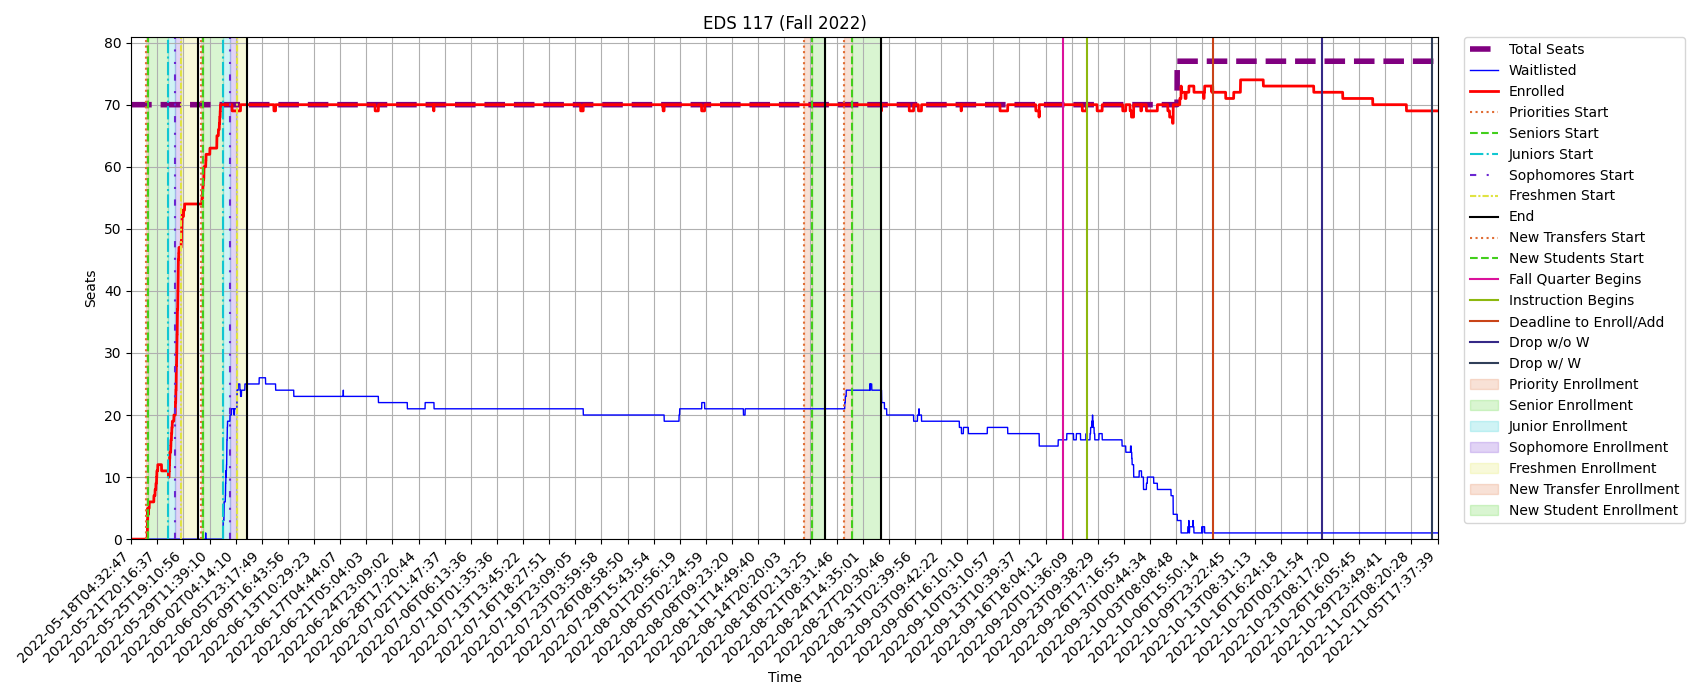 EDS 117 (Fall 2022)
80
70
60
50
40
30
20
10
0
Seats
2022-05-18T04:32:47
2022-05-21T20:16:37
2022-05-25T19:10:56
2022-05-29T11:39:10
2022-06-02T04:14:10
2022-06-05T23:17:49
2022-06-09T16:43:56
2022-06-13T10:29:23
2022-06-17T04:44:07
2022-06-21T05:04:03
2022-06-24T23:09:02
2022-06-28T17:20:44
2022-07-02T11:47:37
2022-07-06T06:13:36
2022-07-10T01:35:36
2022-07-13T13:45:22
2022-07-16T18:27:51
2022-07-19T23:09:05
2022-07-23T03:59:58
2022-07-26T08:58:50
2022-07-29T15:43:54
2022-08-01T20:56:19
2022-08-05T02:24:59
2022-08-08T09:23:20
2022-08-11T14:49:40
2022-08-14T20:20:03
2022-08-18T02:13:25
2022-08-21T08:31:46
2022-08-24T14:35:01
2022-08-27T20:30:46
2022-08-31T02:39:56
2022-09-03T09:42:22
2022-09-06T16:10:10
2022-09-10T03:10:57
2022-09-13T10:39:37
2022-09-16T18:04:12
2022-09-20T01:36:09
2022-09-23T09:38:29
2022-09-26T17:16:55
2022-09-30T00:44:34
2022-10-03T08:08:48
2022-10-06T15:50:14
2022-10-09T23:22:45
2022-10-13T08:31:13
2022-10-16T16:24:18
2022-10-20T00:21:54
2022-10-23T08:17:20
2022-10-26T16:05:45
2022-10-29T23:49:41
2022-11-02T08:20:28
2022-11-05T17:37:39
Time
Total Seats
Waitlisted
Enrolled
Priorities Start
Seniors Start
Juniors Start
Sophomores Start
Freshmen Start
End
New Transfers Start
New Students Start
Fall Quarter Begins
Instruction Begins
Deadline to Enroll/Add
Drop w/o W
Drop w/ W
Priority Enrollment
Senior Enrollment
Junior Enrollment
Sophomore Enrollment
Freshmen Enrollment
New Transfer Enrollment
New Student Enrollment